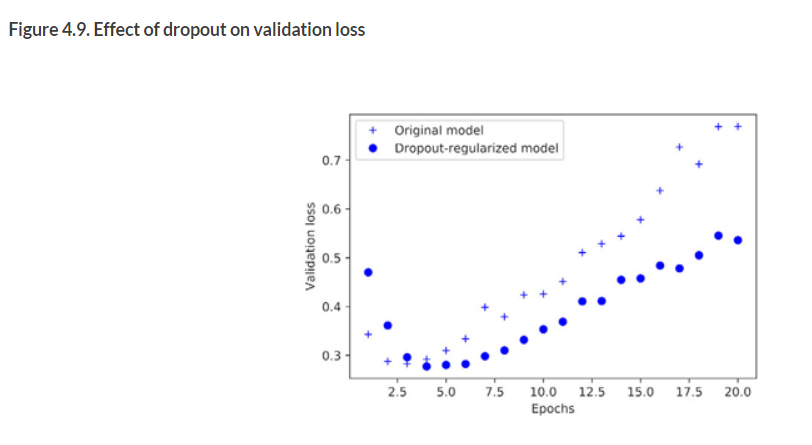 Figure 4.9. Effect of dropout on validation loss
Original model
Dropout-regularized model
0.7
0.6
0.5
0.4
0.3
Validation loss
2.5 5.0 7.5 10.0 12.5 15.0 17.5 20.0
Epochs